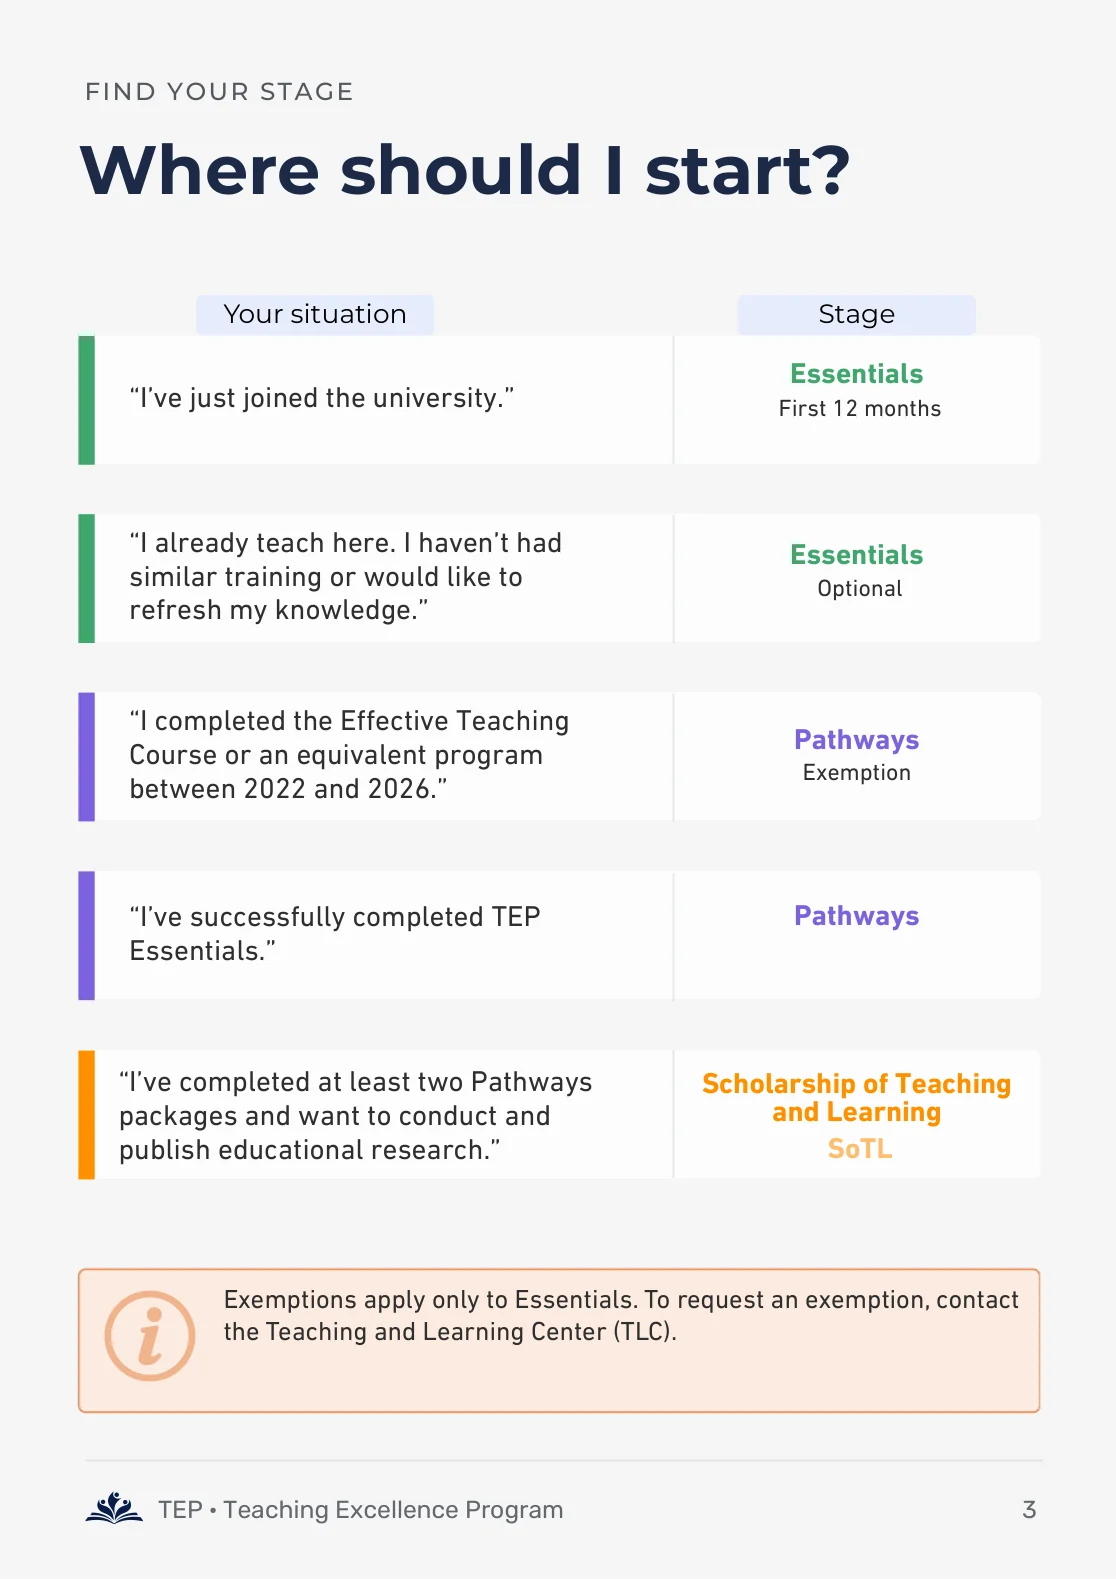 FIND YOUR STAGE
Where should I start?
Your situation
Stage
“I’ve just joined the university.”
Essentials
First 12 months
“I already teach here. I haven’t had
similar training or would like to
refresh my knowledge.”
Essentials
Optional
“I completed the Effective Teaching
Course or an equivalent program
between 2022 and 2026.”
Pathways
Exemption
“I’ve successfully completed TEP
Essentials.”
Pathways
“I’ve completed at least two Pathways
packages and want to conduct and
publish educational research.”
Scholarship of Teaching
and Learning
SoTL
Exemptions apply only to Essentials. To request an exemption, contact
the Teaching and Learning Center (TLC).
TEP • Teaching Excellence Program
3